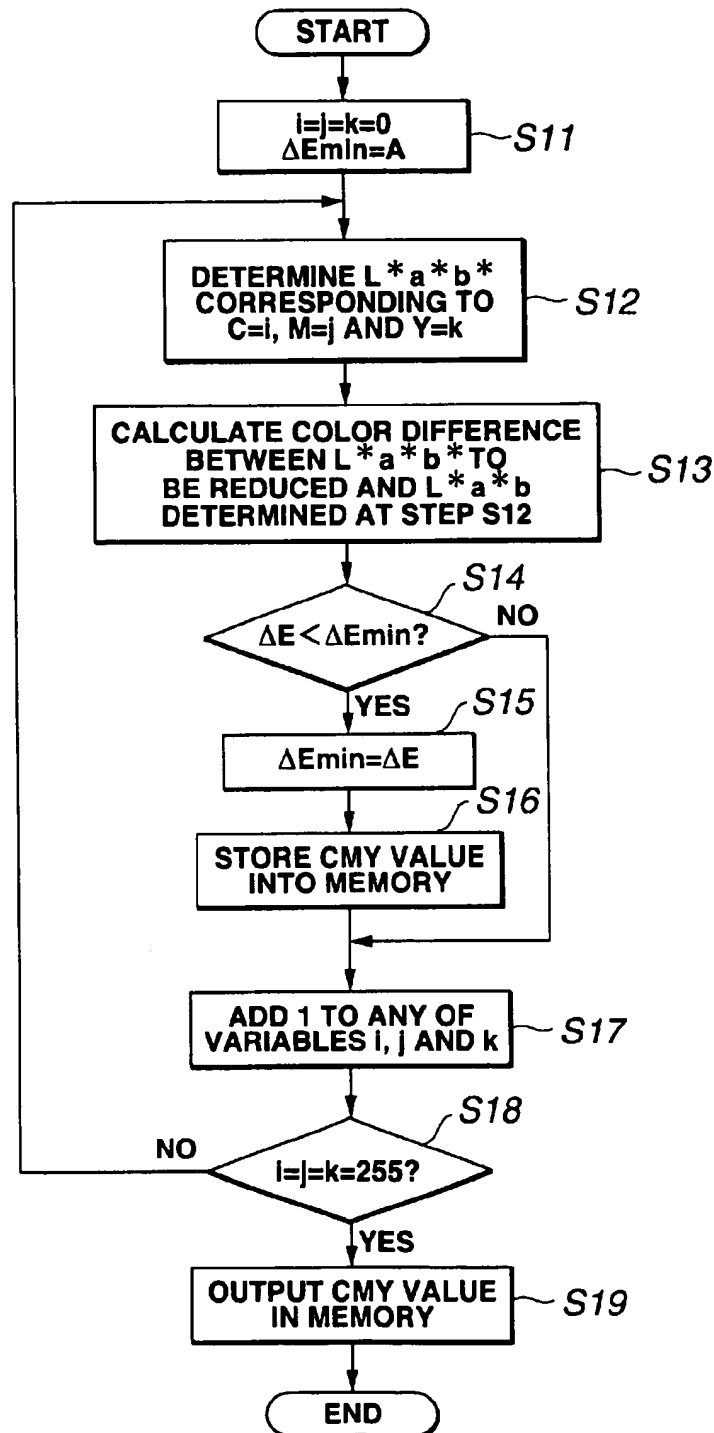 START
i=j=k=0
ΔEmin=A
S11
DETERMINE L*a*b*
CORRESPONDING TO
C=i, M=j AND Y=k
S12
CALCULATE COLOR DIFFERENCE
BETWEEN L*a*b* TO
BE REDUCED AND L*a*b
DETERMINED AT STEP S12
S13
S14
ΔE<ΔEmin?
NO
YES
S15
ΔEmin=ΔE
S16
STORE CMY VALUE
INTO MEMORY
ADD 1 TO ANY OF
VARIABLES i, j AND k
S17
S18
NO
i=j=k=255?
YES
OUTPUT CMY VALUE
IN MEMORY
S19
END